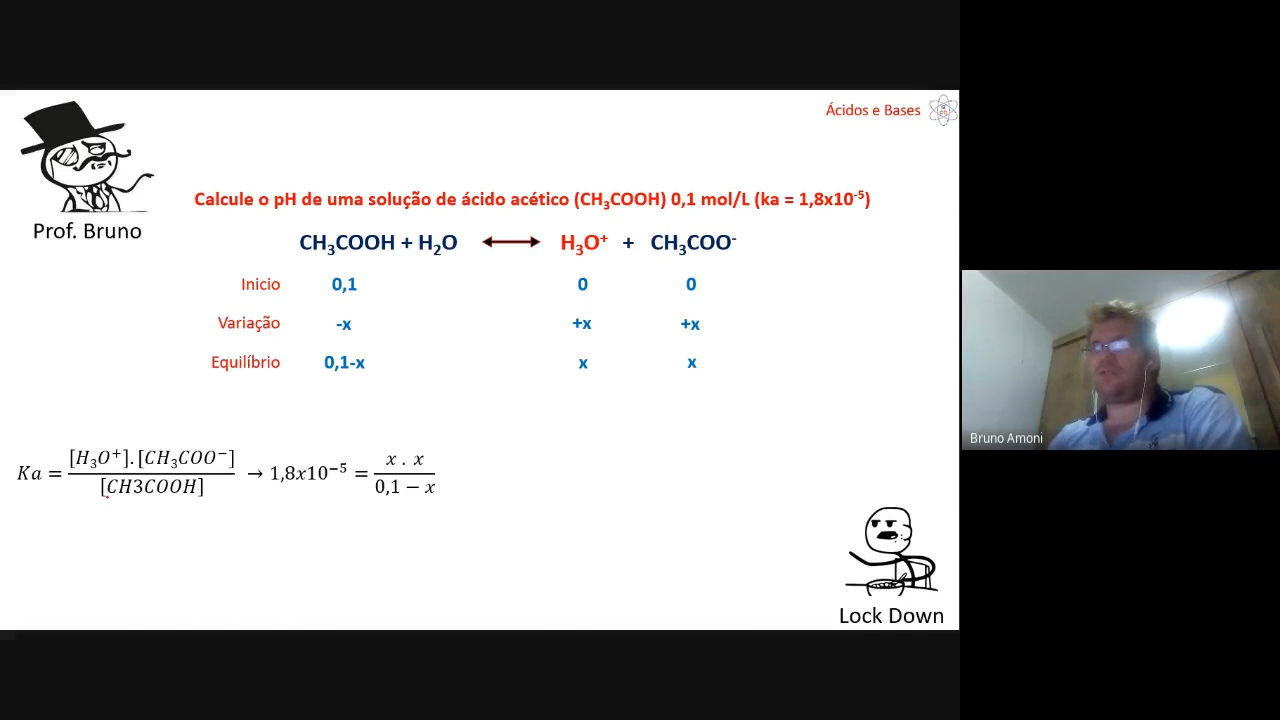 Ácidos e Bases
Calcule o pH de uma solução de ácido acético (CH₃COOH) 0,1 mol/L (ka = 1,8x10⁻⁵)
Prof. Bruno
CH₃COOH + H₂O ⟷ H₃O⁺ + CH₃COO⁻
Inicio 0,1 0 0
Variação -x +x +x
Equilíbrio 0,1-x x x
Bruno Amoni
Ka = [H₃O⁺].[CH₃COO⁻] / [CH3COOH] → 1,8x10⁻⁵ = x . x / 0,1 − x
Lock Down